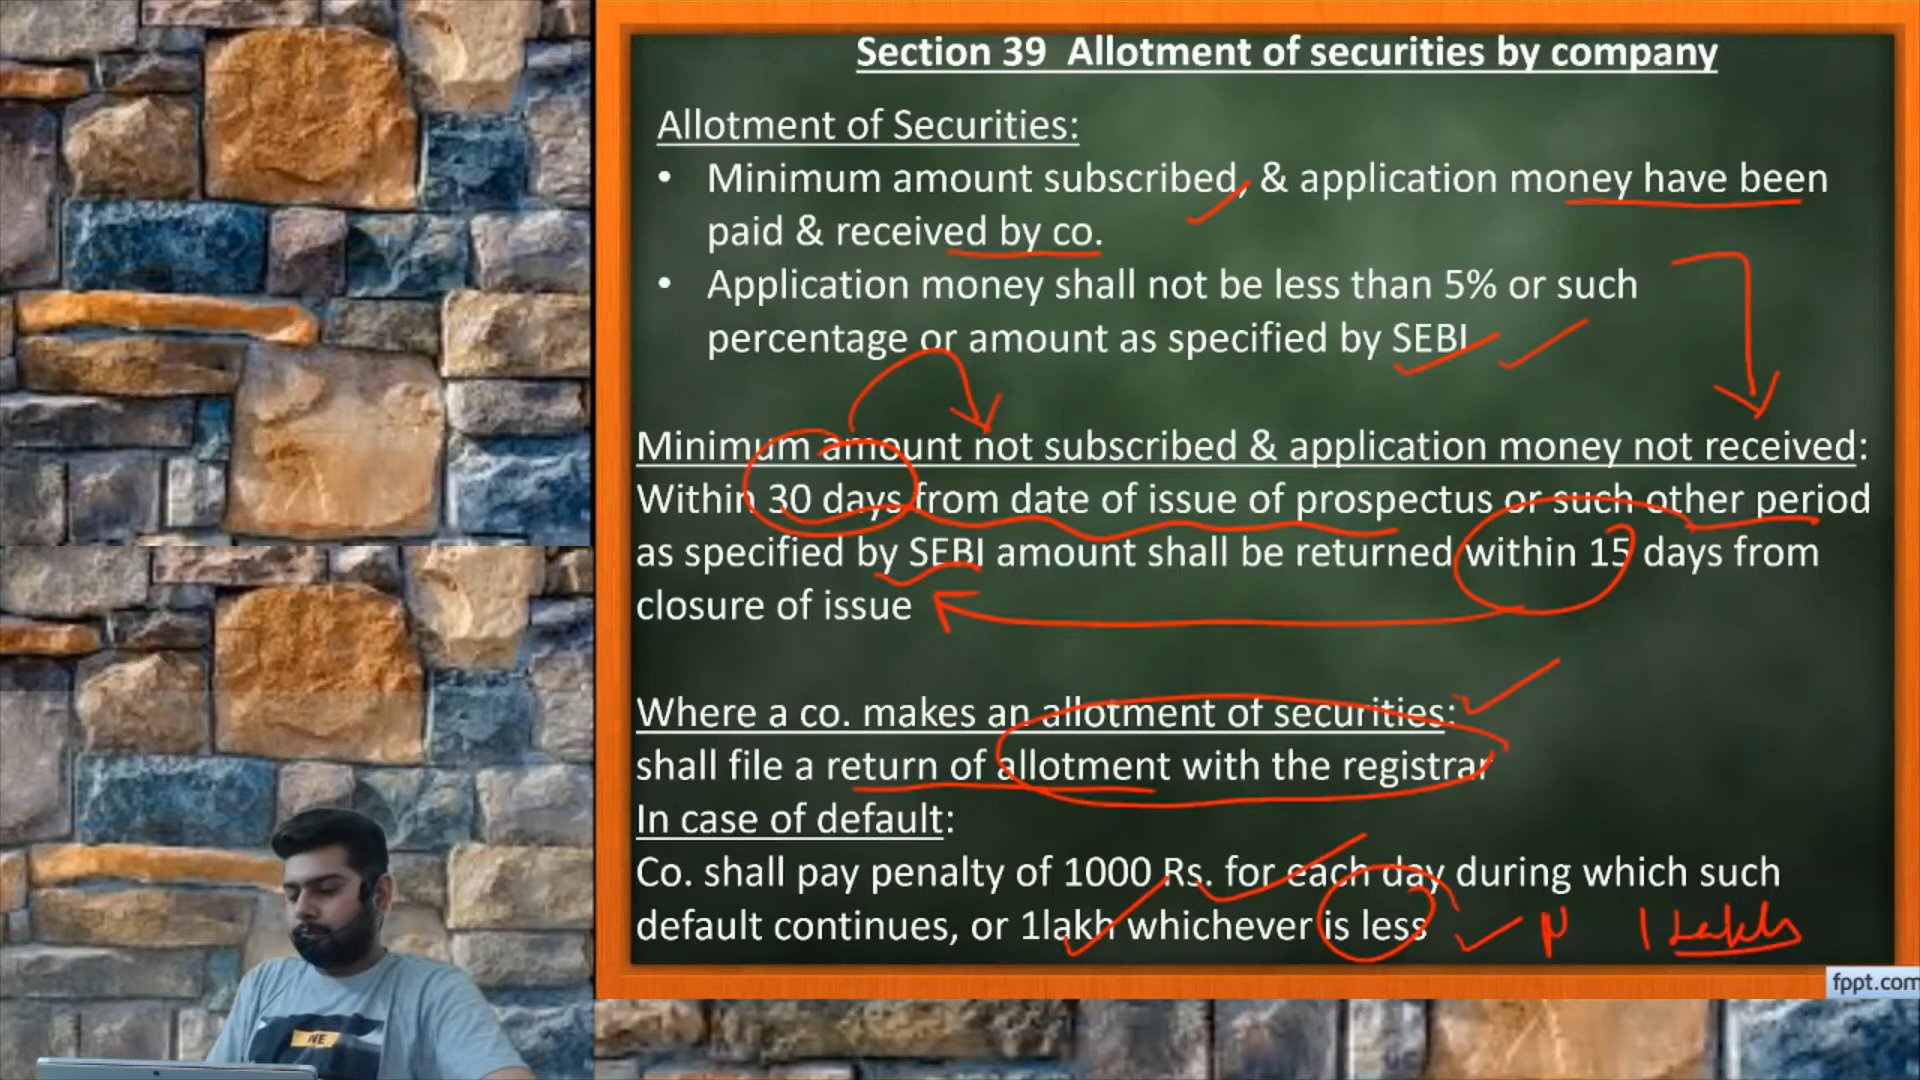 Section 39 Allotment of securities by company
Allotment of Securities:
• Minimum amount subscribed, & application money have been
paid & received by co.
• Application money shall not be less than 5% or such
percentage or amount as specified by SEBI
Minimum amount not subscribed & application money not received:
Within 30 days from date of issue of prospectus or such other period
as specified by SEBI amount shall be returned within 15 days from
closure of issue
Where a co. makes an allotment of securities:
shall file a return of allotment with the registrar
In case of default:
Co. shall pay penalty of 1000 Rs. for each day during which such
default continues, or 1lakh whichever is less
1 Lakhs
fppt.com
WE